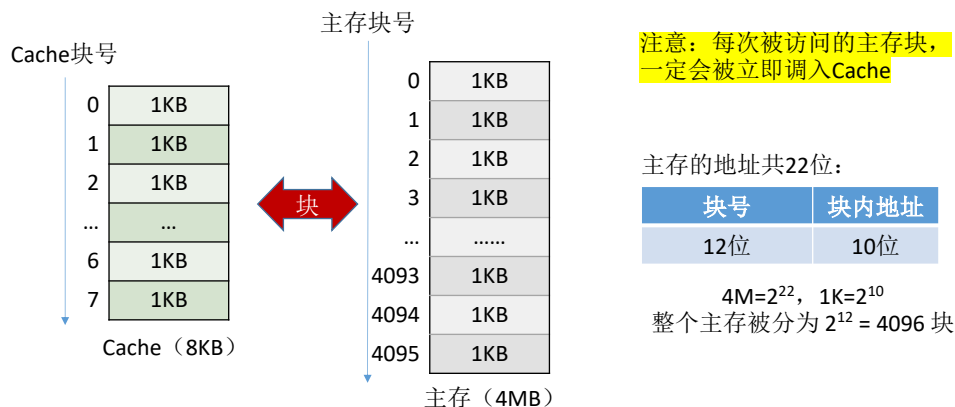 Cache块号
0 1KB
1 1KB
2 1KB
... ...
6 1KB
7 1KB
Cache（8KB）
块
主存块号
0 1KB
1 1KB
2 1KB
3 1KB
... ......
4093 1KB
4094 1KB
4095 1KB
主存（4MB）
注意：每次被访问的主存块，
一定会被立即调入Cache
主存的地址共22位：
块号 块内地址
12位 10位
4M=2²²，1K=2¹⁰
整个主存被分为 2¹² = 4096 块